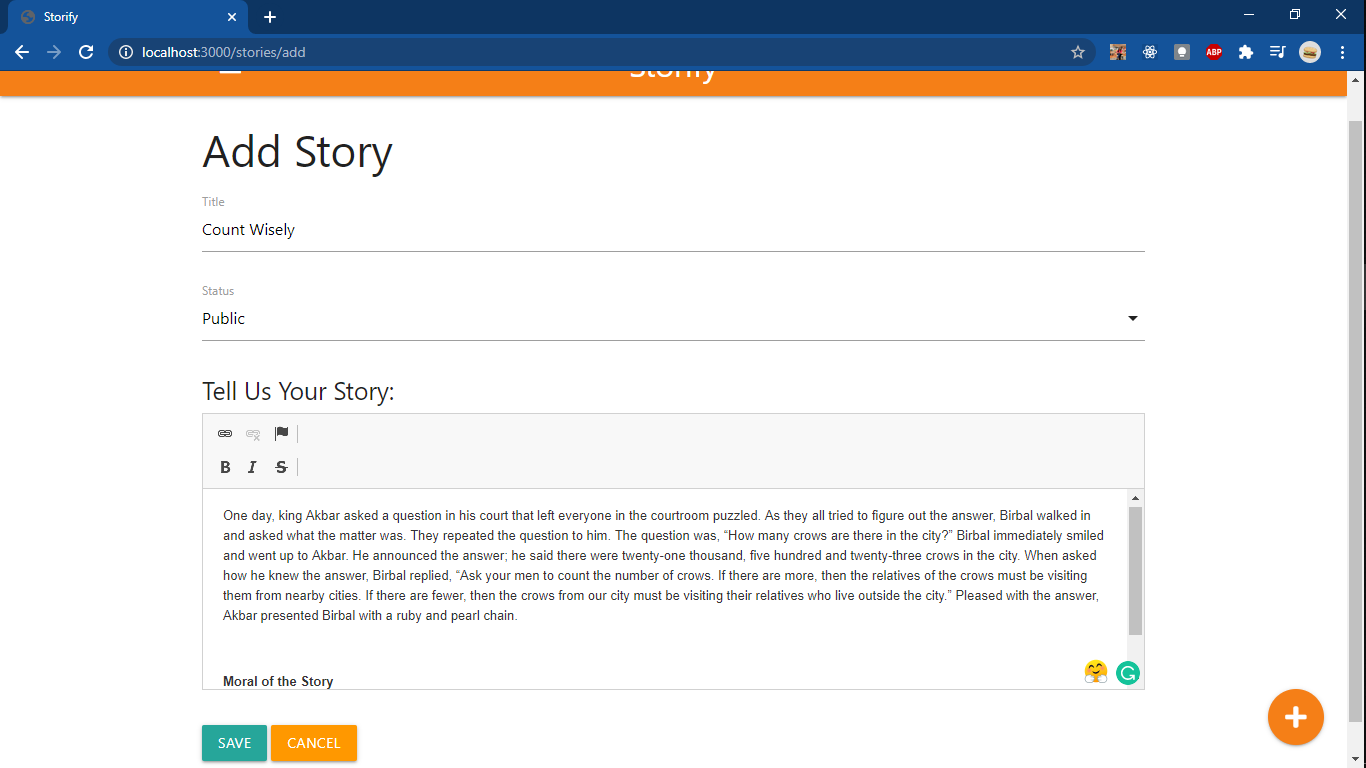 Storify
localhost:3000/stories/add
ABP
Storify
Add Story
Title
Count Wisely
Status
Public
Tell Us Your Story:
B I S
One day, king Akbar asked a question in his court that left everyone in the courtroom puzzled. As they all tried to figure out the answer, Birbal walked in
and asked what the matter was. They repeated the question to him. The question was, “How many crows are there in the city?” Birbal immediately smiled
and went up to Akbar. He announced the answer; he said there were twenty-one thousand, five hundred and twenty-three crows in the city. When asked
how he knew the answer, Birbal replied, “Ask your men to count the number of crows. If there are more, then the relatives of the crows must be visiting
them from nearby cities. If there are fewer, then the crows from our city must be visiting their relatives who live outside the city.” Pleased with the answer,
Akbar presented Birbal with a ruby and pearl chain.
Moral of the Story
SAVE CANCEL